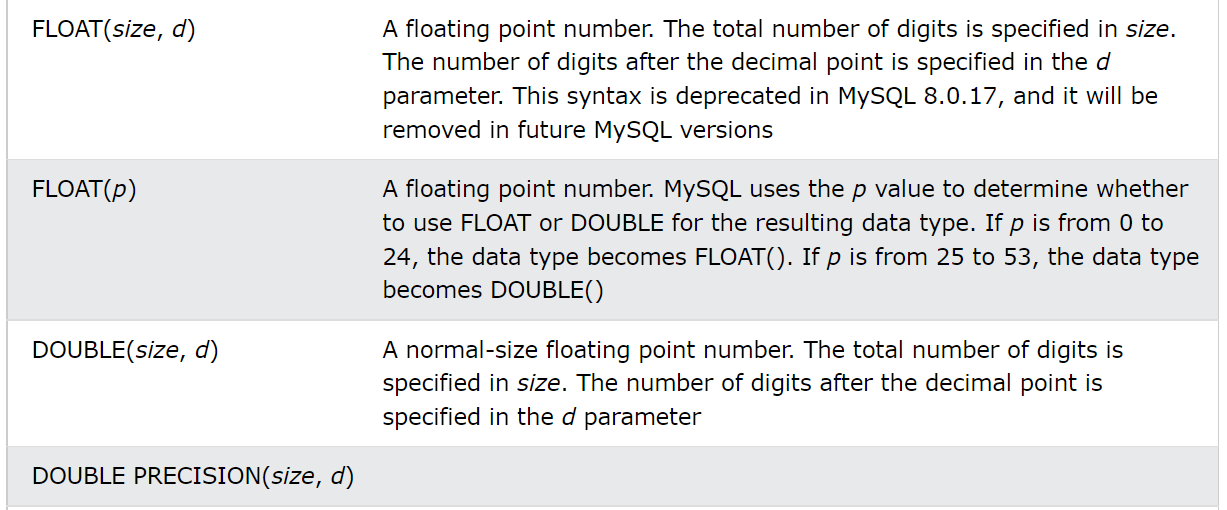 FLOAT(size, d)
A floating point number. The total number of digits is specified in size.
The number of digits after the decimal point is specified in the d
parameter. This syntax is deprecated in MySQL 8.0.17, and it will be
removed in future MySQL versions
FLOAT(p)
A floating point number. MySQL uses the p value to determine whether
to use FLOAT or DOUBLE for the resulting data type. If p is from 0 to
24, the data type becomes FLOAT(). If p is from 25 to 53, the data type
becomes DOUBLE()
DOUBLE(size, d)
A normal-size floating point number. The total number of digits is
specified in size. The number of digits after the decimal point is
specified in the d parameter
DOUBLE PRECISION(size, d)